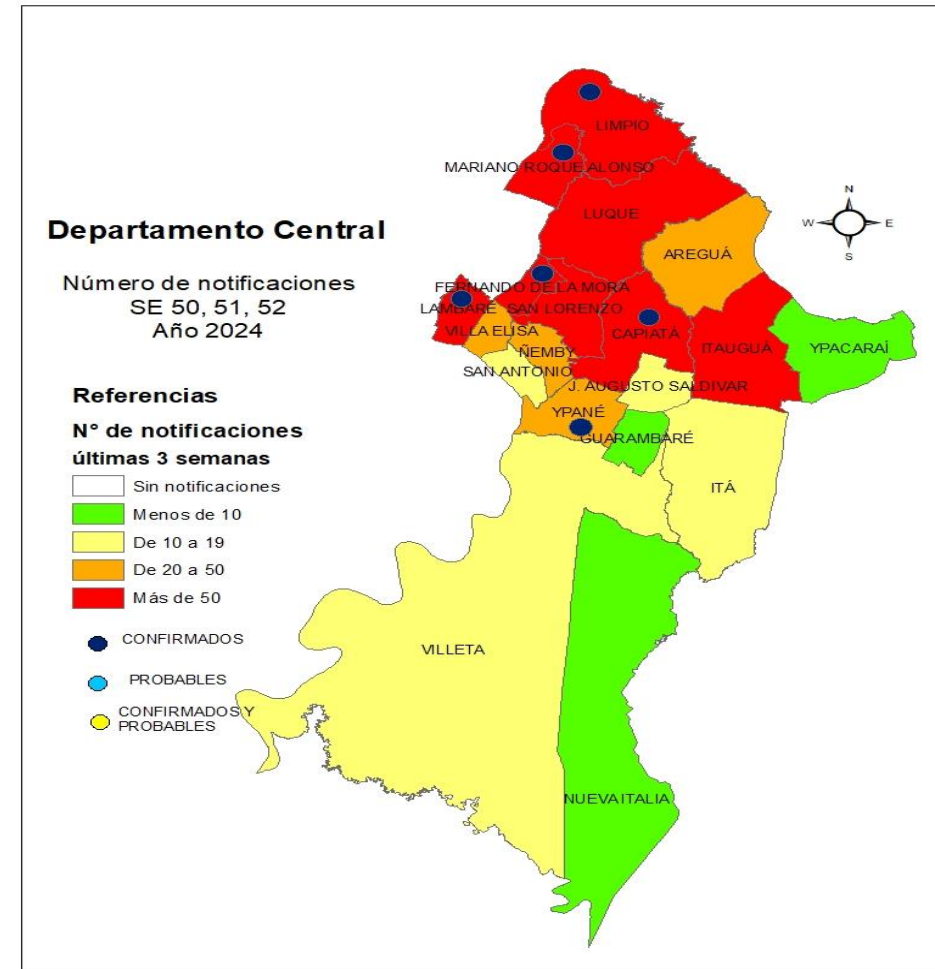 Departamento Central
Número de notificaciones
SE 50, 51, 52
Año 2024
Referencias
N° de notificaciones
últimas 3 semanas
Sin notificaciones
Menos de 10
De 10 a 19
De 20 a 50
Más de 50
CONFIRMADOS
PROBABLES
CONFIRMADOS Y
PROBABLES
N
W E
S
LIMPIO
MARIANO ROQUE ALONSO
LUQUE
AREGUÁ
FERNANDO DE LA MORA
LAMBARÉ SAN LORENZO
VILLA ELISA CAPIATÁ ITAUGUÁ YPACARAÍ
ÑEMBY
SAN ANTONIO
J. AUGUSTO SALDIVAR
YPANÉ
GUARAMBARÉ
ITÁ
VILLETA
NUEVA ITALIA